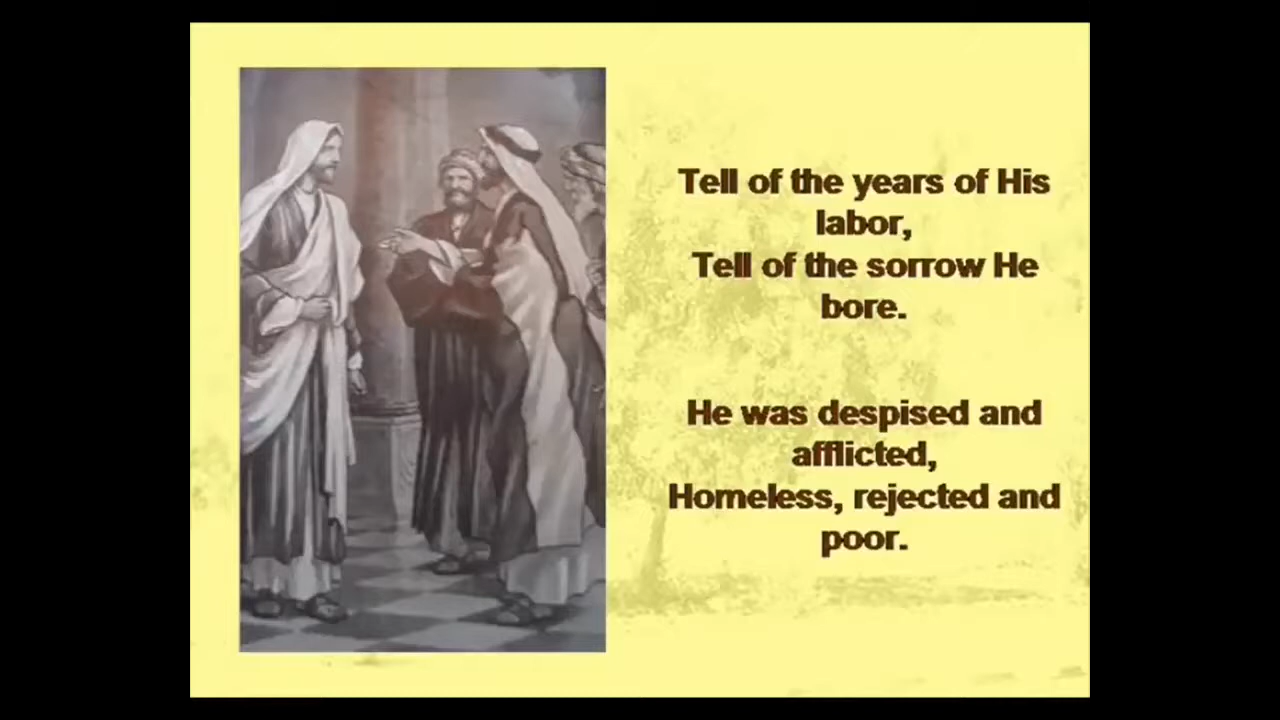 Tell of the years of His
labor,
Tell of the sorrow He
bore.
He was despised and
afflicted,
Homeless, rejected and
poor.